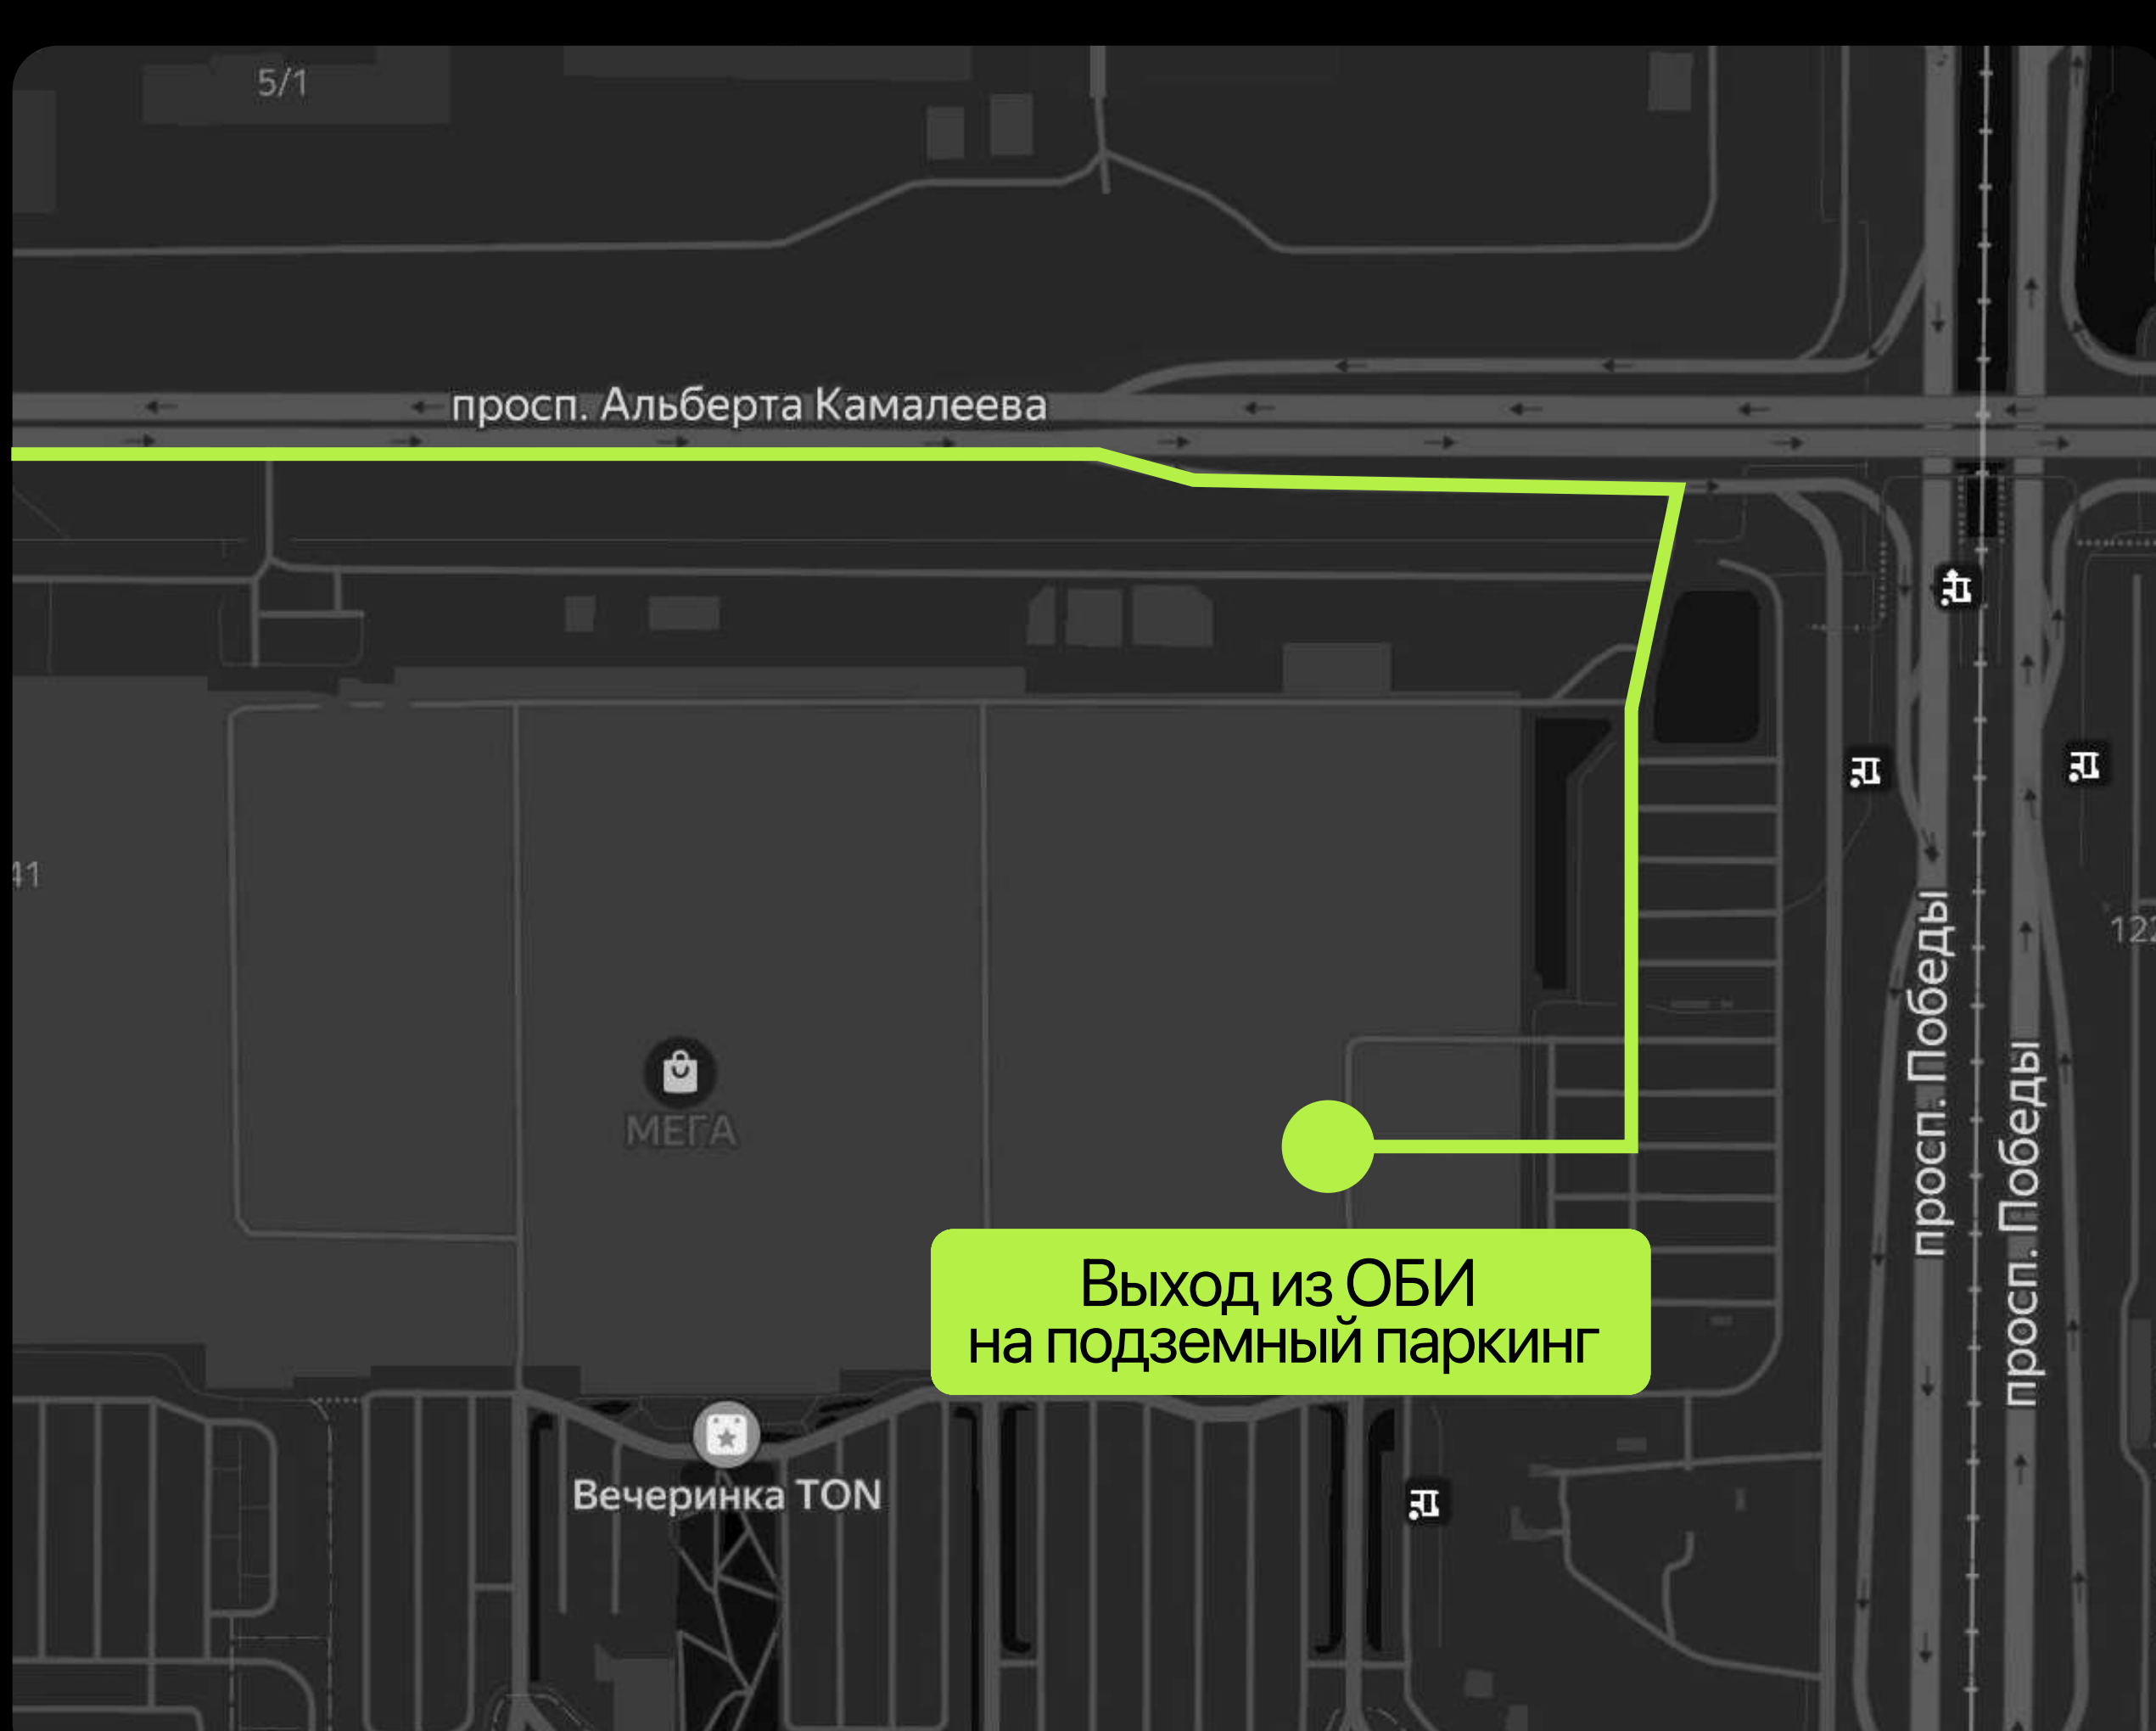 5/1
просп. Альберта Камалеева
41
просп. Победы
122
просп. Победы
МЕГА
Выход из ОБИ
на подземный паркинг
Вечеринка TON